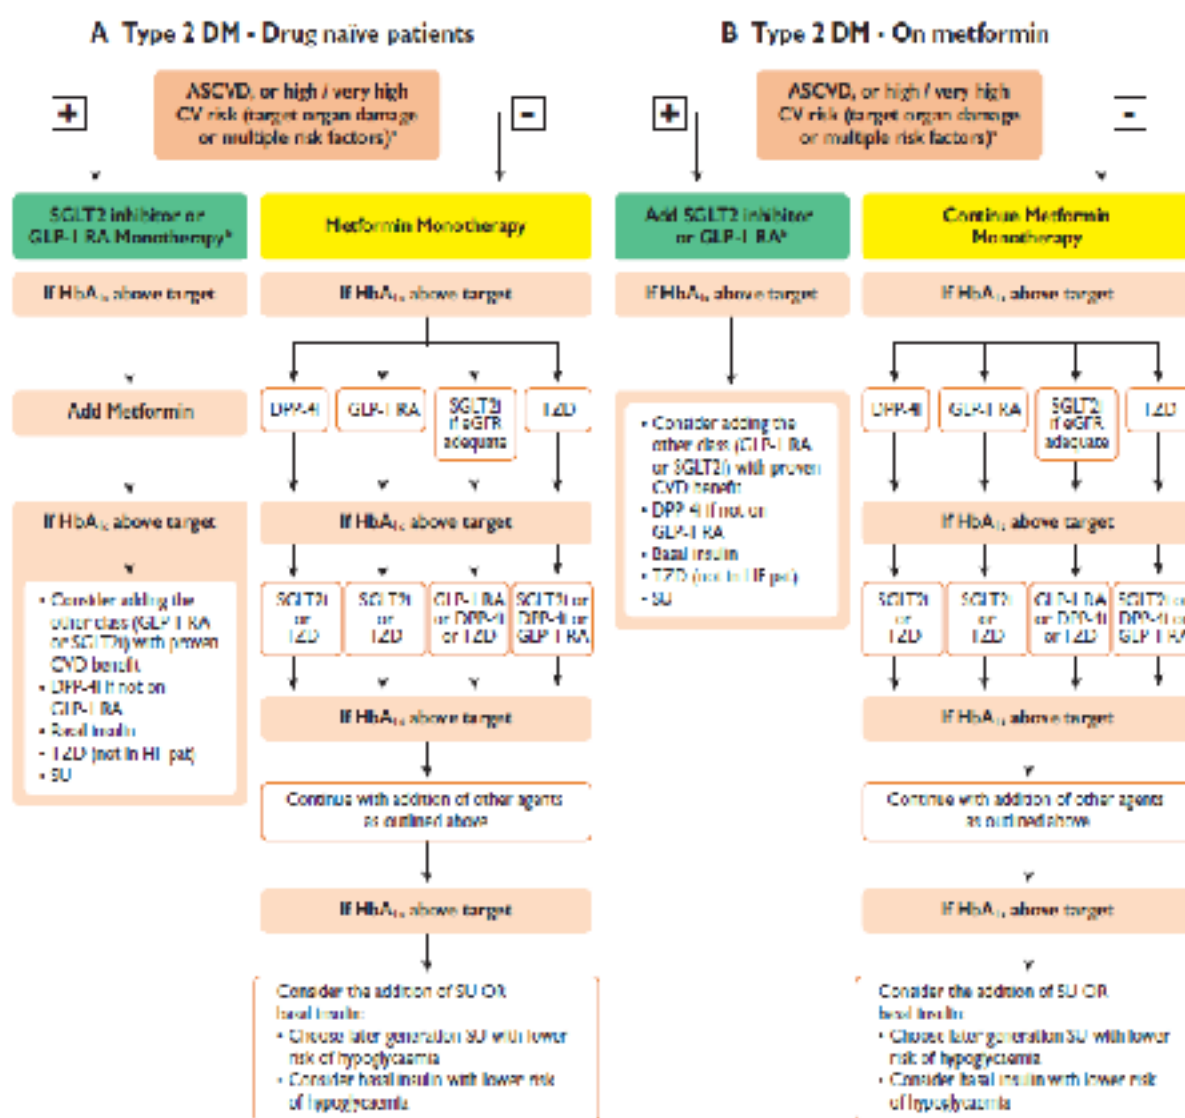 A Type 2 DM - Drug naïve patients
+
ASCVD, or high / very high
CV risk (target organ damage
or multiple risk factors)*
-
SGLT2 inhibitor or
GLP-1 RA Monotherapy*
Metformin Monotherapy
If HbA1c above target
If HbA1c above target
Add Metformin
DPP-4i
GLP-1 RA
SGLT2i
if eGFR
adequate
TZD
If HbA1c above target
If HbA1c above target
• Consider adding the
other class (GLP-1 RA
or SGLT2i) with proven
CVD benefit
• DPP-4i if not on
GLP-1 RA
• Basal insulin
• TZD (not in HF pat)
• SU
SGLT2i
or
TZD
SGLT2i
or
TZD
GLP-1 RA
or DPP-4i
or TZD
SGLT2i or
DPP-4i or
GLP-1 RA
If HbA1c above target
Continue with addition of other agents
as outlined above
If HbA1c above target
Consider the addition of SU OR
basal insulin:
• Choose later generation SU with lower
risk of hypoglycaemia
• Consider basal insulin with lower risk
of hypoglycaemia
B Type 2 DM - On metformin
+
ASCVD, or high / very high
CV risk (target organ damage
or multiple risk factors)*
-
Add SGLT2 inhibitor
or GLP-1 RA*
Continue Metformin
Monotherapy
If HbA1c above target
If HbA1c above target
• Consider adding the
other class (GLP-1 RA
or SGLT2i) with proven
CVD benefit
• DPP-4i if not on
GLP-1 RA
• Basal insulin
• TZD (not in HF pat)
• SU
DPP-4i
GLP-1 RA
SGLT2i
if eGFR
adequate
TZD
If HbA1c above target
SGLT2i
or
TZD
SGLT2i
or
TZD
GLP-1 RA
or DPP-4i
or TZD
SGLT2i or
DPP-4i or
GLP-1 RA
If HbA1c above target
Continue with addition of other agents
as outlined above
If HbA1c above target
Consider the addition of SU OR
basal insulin:
• Choose later generation SU with lower
risk of hypogycaemia
• Consider basal insulin with lower risk
of hypoglycaemia